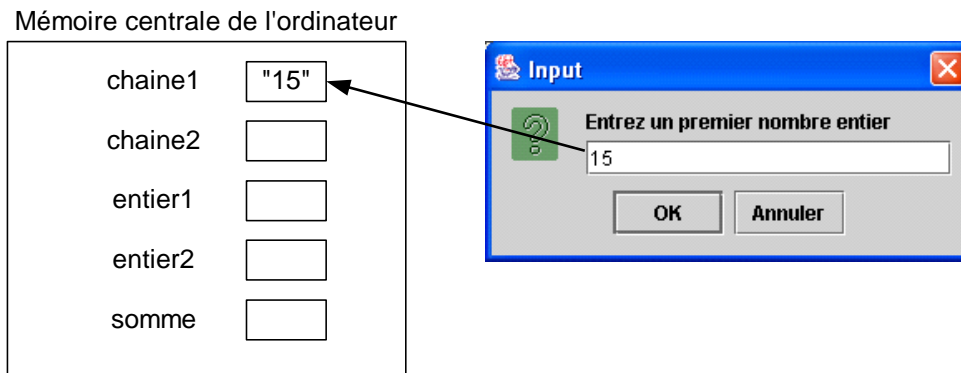 Mémoire centrale de l'ordinateur
chaine1 "15"
chaine2
entier1
entier2
somme
Input
Entrez un premier nombre entier
15
OK Annuler